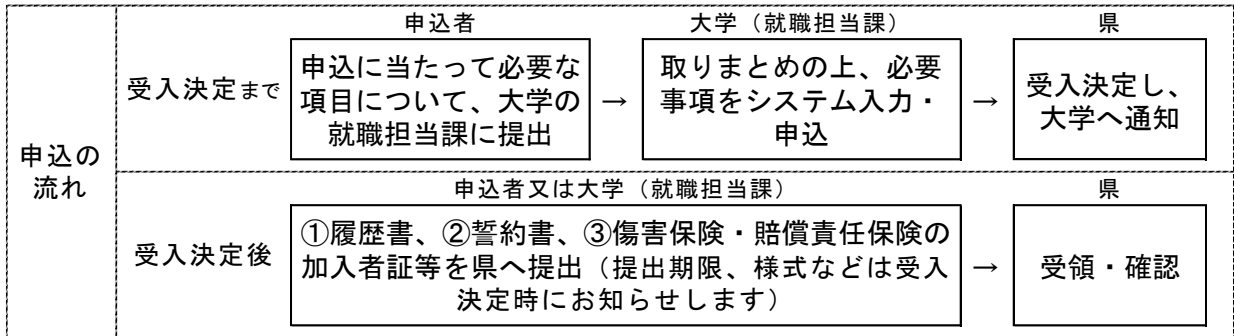 申込の
流れ
受入決定まで
申込者
申込に当たって必要な
項目について、大学の
就職担当課に提出
→
大学（就職担当課）
取りまとめの上、必要
事項をシステム入力・
申込
→
県
受入決定し、
大学へ通知
受入決定後
申込者又は大学（就職担当課）
①履歴書、②誓約書、③傷害保険・賠償責任保険の
加入者証等を県へ提出（提出期限、様式などは受入
決定時にお知らせします）
→
県
受領・確認